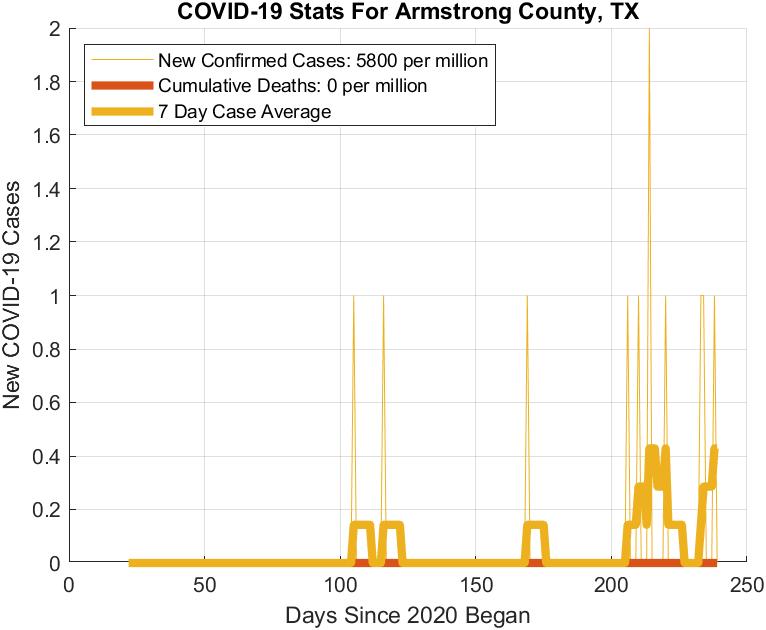 COVID-19 Stats For Armstrong County, TX
New Confirmed Cases: 5800 per million
Cumulative Deaths: 0 per million
7 Day Case Average
New COVID-19 Cases
2
1.8
1.6
1.4
1.2
1
0.8
0.6
0.4
0.2
0
0 50 100 150 200 250
Days Since 2020 Began